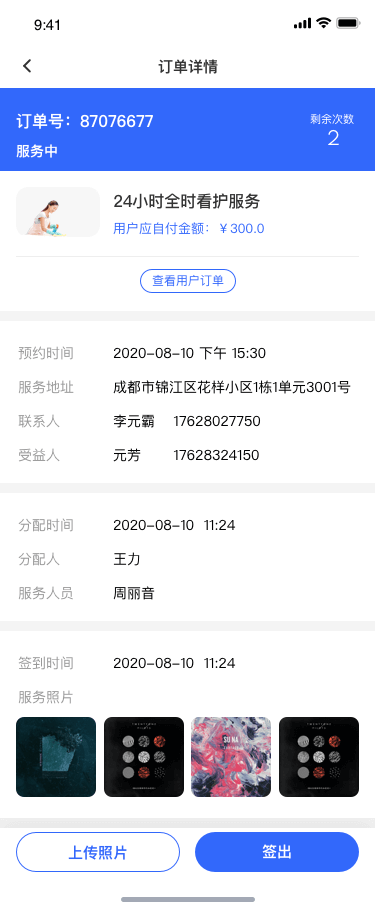 9:41
订单详情
订单号：87076677
剩余次数
2
服务中
24小时全时看护服务
用户应自付金额：￥300.0
查看用户订单
预约时间 2020-08-10 下午 15:30
服务地址 成都市锦江区花样小区1栋1单元3001号
联系人 李元霸 17628027750
受益人 元芳 17628324150
分配时间 2020-08-10 11:24
分配人 王力
服务人员 周丽音
签到时间 2020-08-10 11:24
服务照片
上传照片 签出